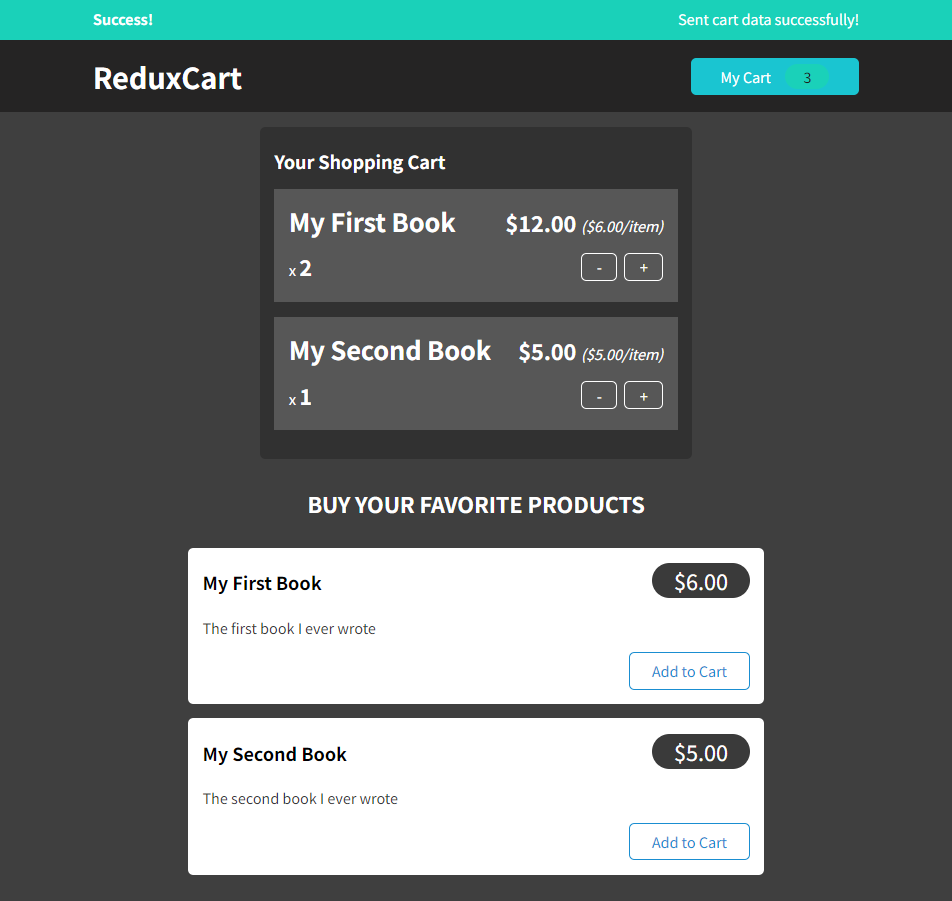 Success! Sent cart data successfully!
ReduxCart My Cart 3
Your Shopping Cart
My First Book $12.00 ($6.00/item)
x 2 - +
My Second Book $5.00 ($5.00/item)
x 1 - +
BUY YOUR FAVORITE PRODUCTS
My First Book $6.00
The first book I ever wrote
Add to Cart
My Second Book $5.00
The second book I ever wrote
Add to Cart